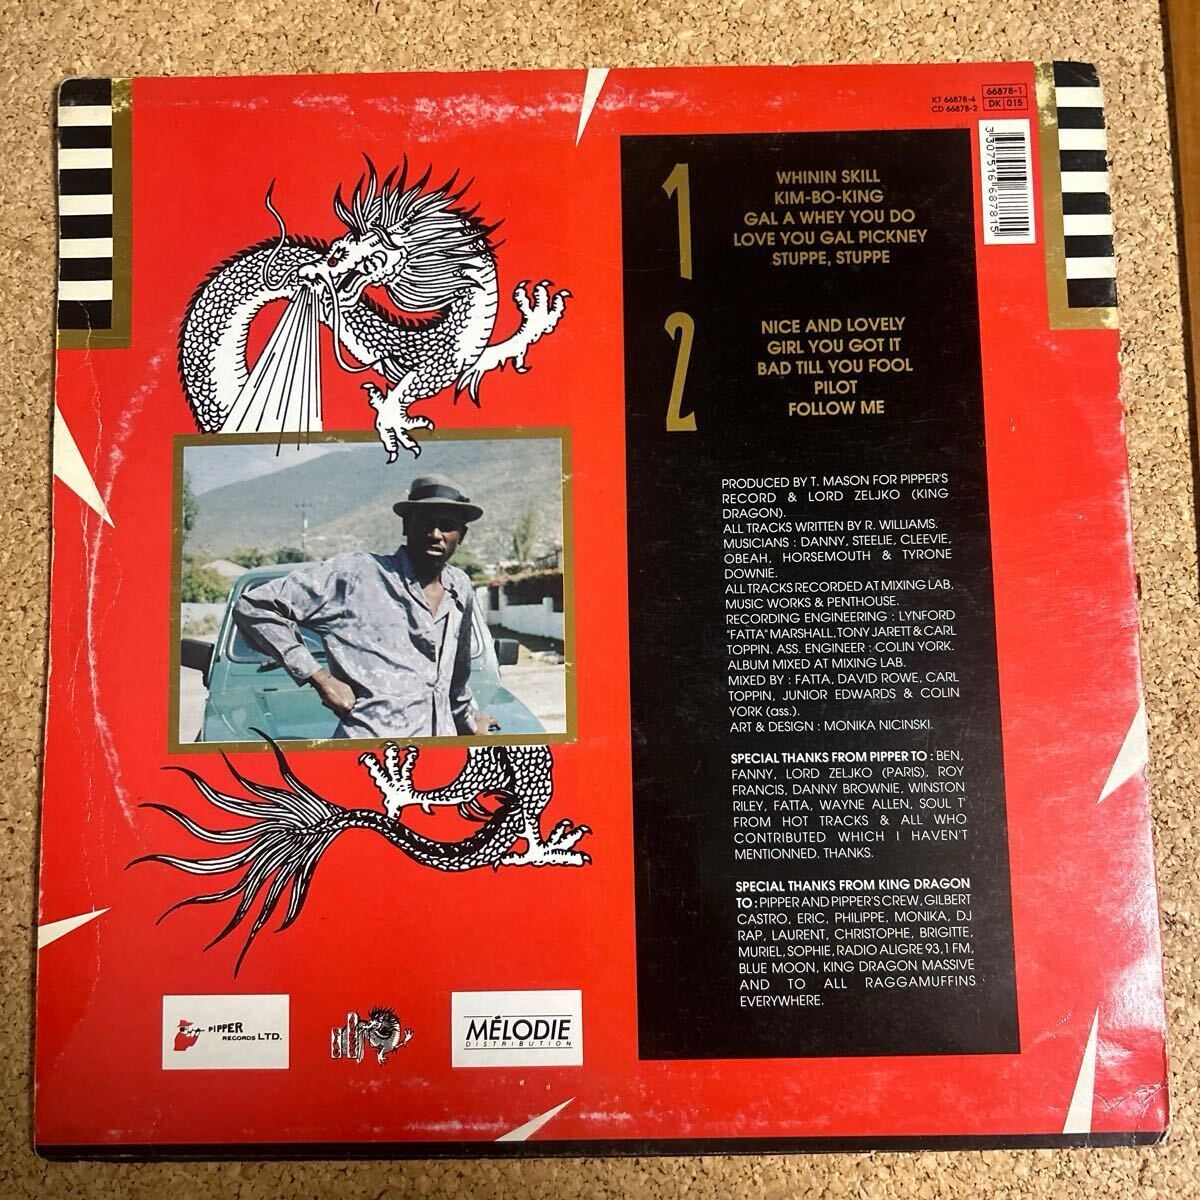 K7 66878-4
CD 66878-2
66878-1
DK 015
3307516687815
1
WHININ SKILL
KIM-BO-KING
GAL A WHEY YOU DO
LOVE YOU GAL PICKNEY
STUPPE, STUPPE
2
NICE AND LOVELY
GIRL YOU GOT IT
BAD TILL YOU FOOL
PILOT
FOLLOW ME
PRODUCED BY T. MASON FOR PIPPER'S
RECORD & LORD ZELJKO (KING
DRAGON).
ALL TRACKS WRITTEN BY R. WILLIAMS.
MUSICIANS : DANNY, STEELIE, CLEEVIE,
OBEAH, HORSEMOUTH & TYRONE
DOWNIE.
ALL TRACKS RECORDED AT MIXING LAB,
MUSIC WORKS & PENTHOUSE.
RECORDING ENGINEERING : LYNFORD
"FATTA" MARSHALL, TONY JARETT & CARL
TOPPIN. ASS. ENGINEER : COLIN YORK.
ALBUM MIXED AT MIXING LAB.
MIXED BY : FATTA, DAVID ROWE, CARL
TOPPIN, JUNIOR EDWARDS & COLIN
YORK (ass.).
ART & DESIGN : MONIKA NICINSKI.
SPECIAL THANKS FROM PIPPER TO : BEN,
FANNY, LORD ZELJKO (PARIS), ROY
FRANCIS, DANNY BROWNIE, WINSTON
RILEY, FATTA, WAYNE ALLEN, SOUL T'
FROM HOT TRACKS & ALL WHO
CONTRIBUTED WHICH I HAVEN'T
MENTIONNED. THANKS.
SPECIAL THANKS FROM KING DRAGON
TO : PIPPER AND PIPPER'S CREW, GILBERT
CASTRO, ERIC, PHILIPPE, MONIKA, DJ
RAP, LAURENT, CHRISTOPHE, BRIGITTE,
MURIEL, SOPHIE, RADIO ALIGRE 93,1 FM,
BLUE MOON, KING DRAGON MASSIVE
AND TO ALL RAGGAMUFFINS
EVERYWHERE.
PIPPER
RECORDS LTD.
MÉLODIE
DISTRIBUTION